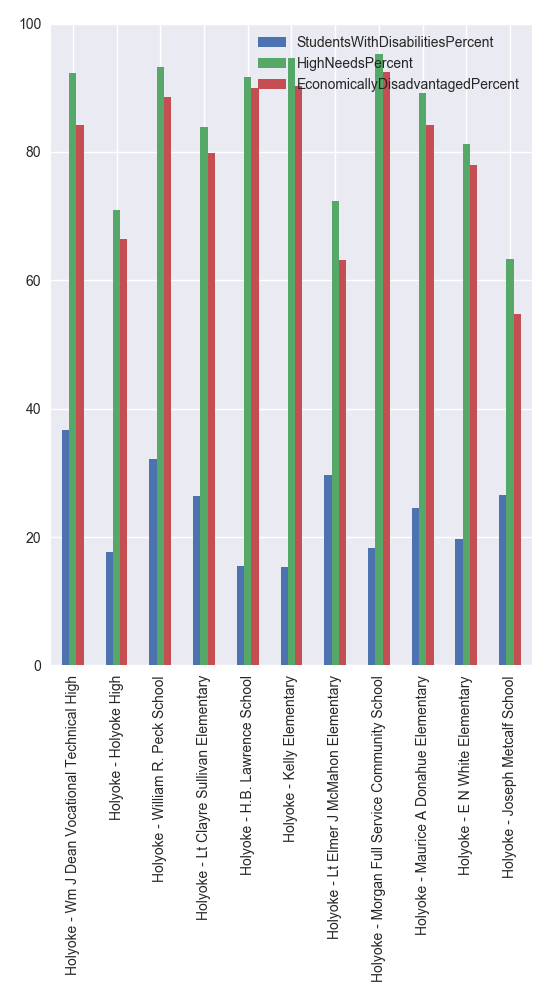 100
80
60
40
20
0
StudentsWithDisabilitiesPercent
HighNeedsPercent
EconomicallyDisadvantagedPercent
Holyoke - Wm J Dean Vocational Technical High
Holyoke - Holyoke High
Holyoke - William R. Peck School
Holyoke - Lt Clayre Sullivan Elementary
Holyoke - H.B. Lawrence School
Holyoke - Kelly Elementary
Holyoke - Lt Elmer J McMahon Elementary
Holyoke - Morgan Full Service Community School
Holyoke - Maurice A Donahue Elementary
Holyoke - E N White Elementary
Holyoke - Joseph Metcalf School